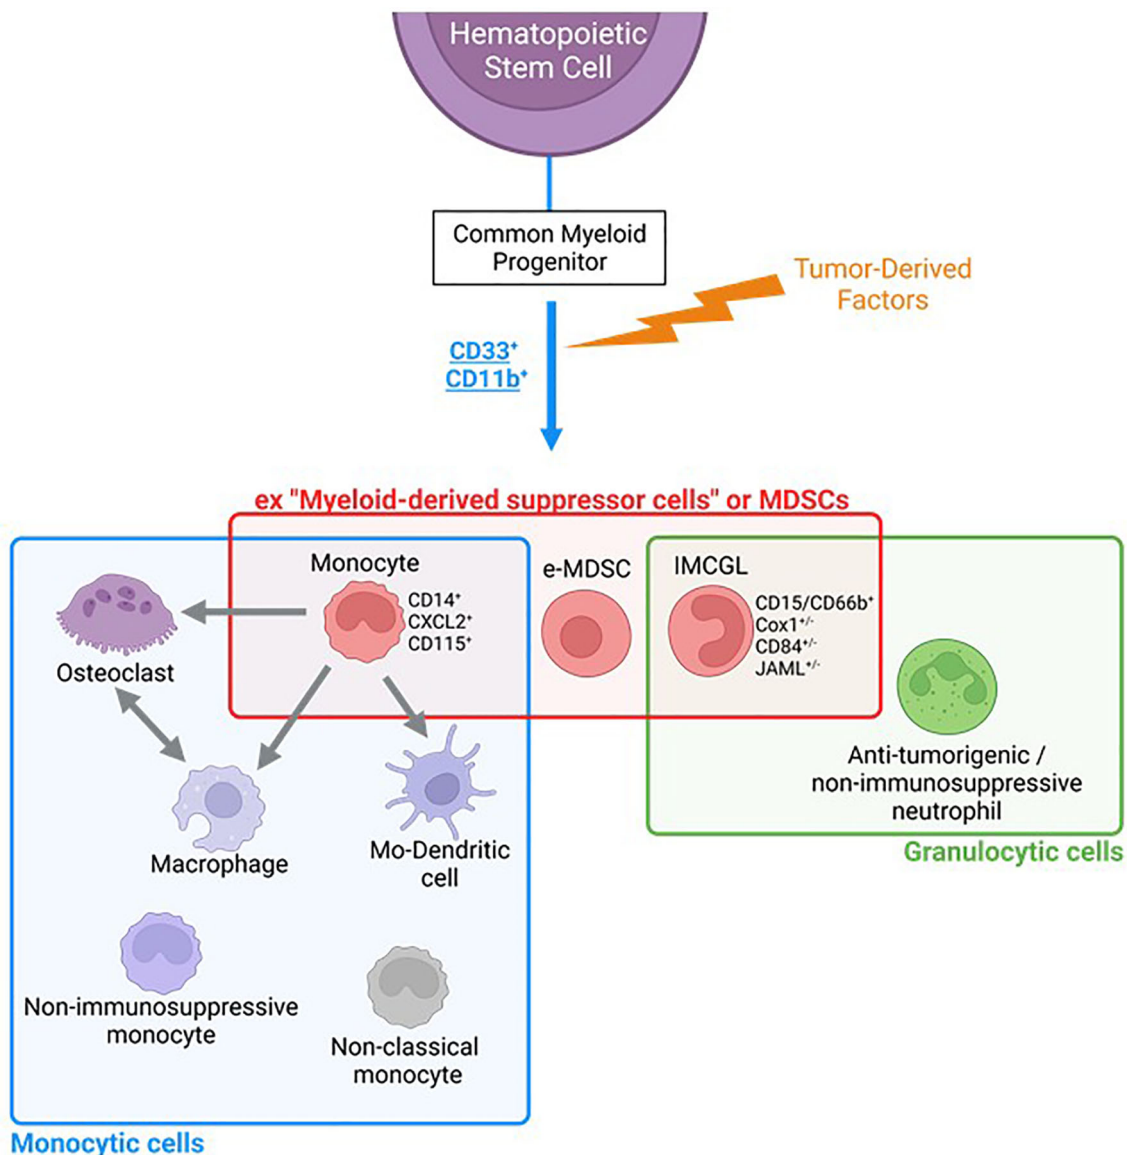 Hematopoietic
Stem Cell
Common Myeloid
Progenitor
Tumor-Derived
Factors
CD33⁺
CD11b⁺
ex "Myeloid-derived suppressor cells" or MDSCs
Monocyte
CD14⁺
CXCL2⁺
CD115⁺
e-MDSC
IMCGL
CD15/CD66b⁺
Cox1⁺/⁻
CD84⁺/⁻
JAML⁺/⁻
Osteoclast
Macrophage
Mo-Dendritic
cell
Anti-tumorigenic /
non-immunosuppressive
neutrophil
Granulocytic cells
Non-immunosuppressive
monocyte
Non-classical
monocyte
Monocytic cells